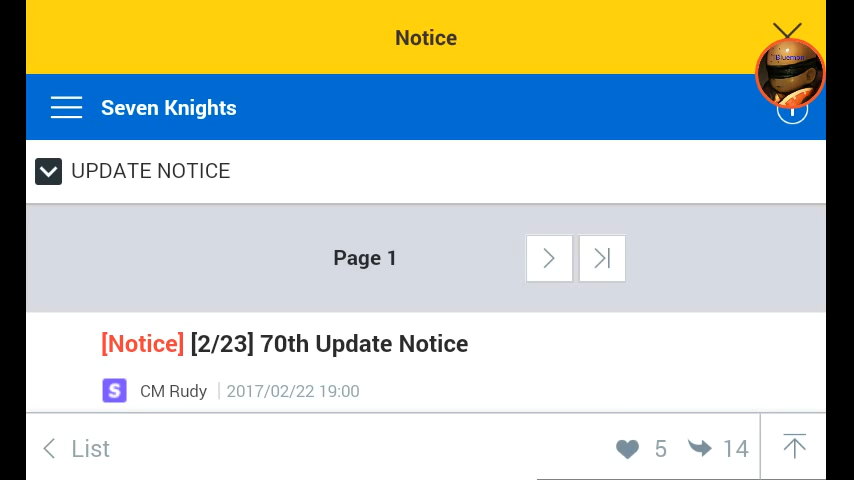 Notice
Bluemon
Seven Knights
UPDATE NOTICE
Page 1
[Notice] [2/23] 70th Update Notice
S CM Rudy 2017/02/22 19:00
List 5 14